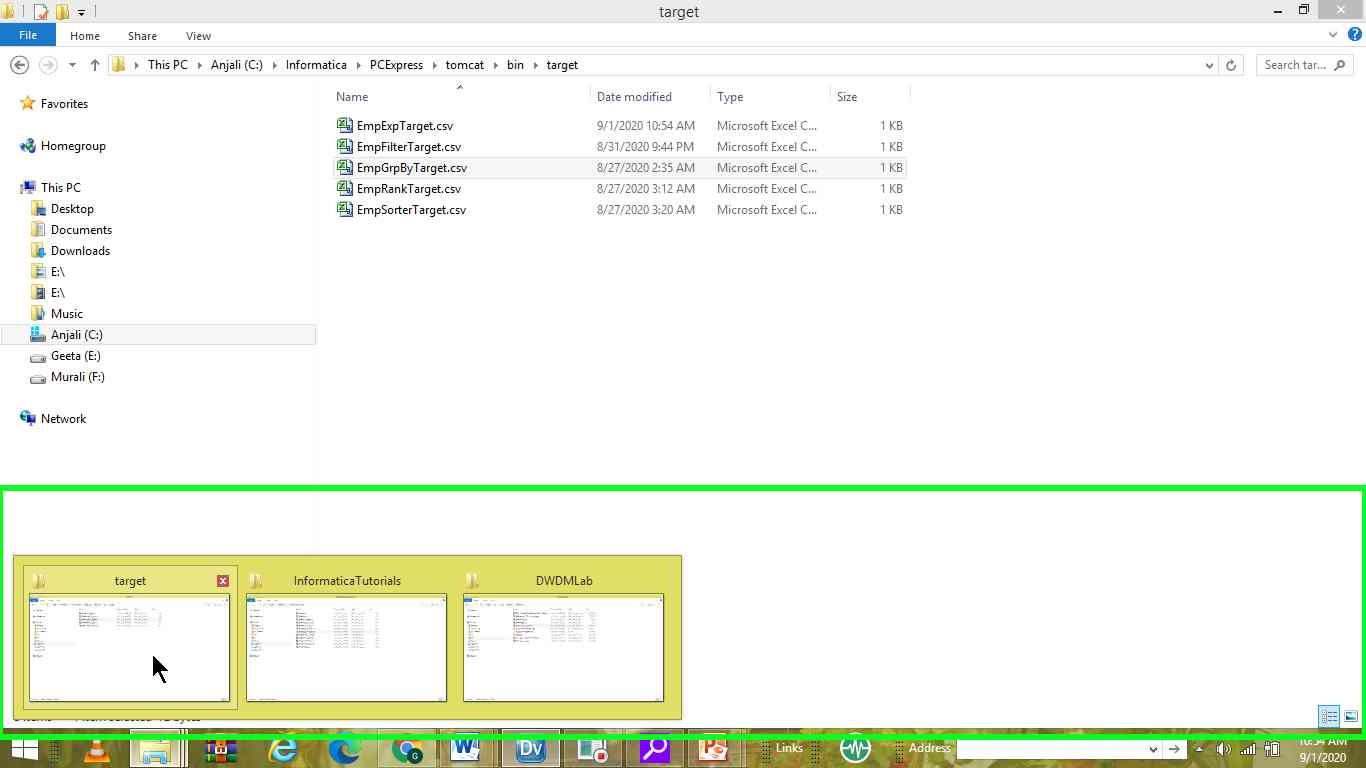 target
File Home Share View
This PC Anjali (C:) Informatica PCExpress tomcat bin target
Search tar...
Name Date modified Type Size
Favorites
Homegroup
This PC
Desktop
Documents
Downloads
E:\
E:\
Music
Anjali (C:)
Geeta (E:)
Murali (F:)
Network
EmpExpTarget.csv 9/1/2020 10:54 AM Microsoft Excel C... 1 KB
EmpFilterTarget.csv 8/31/2020 9:44 PM Microsoft Excel C... 1 KB
EmpGrpByTarget.csv 8/27/2020 2:35 AM Microsoft Excel C... 1 KB
EmpRankTarget.csv 8/27/2020 3:12 AM Microsoft Excel C... 1 KB
EmpSorterTarget.csv 8/27/2020 3:20 AM Microsoft Excel C... 1 KB
target InformaticaTutorials DWDMLab
Links Address 10:54 AM
9/1/2020